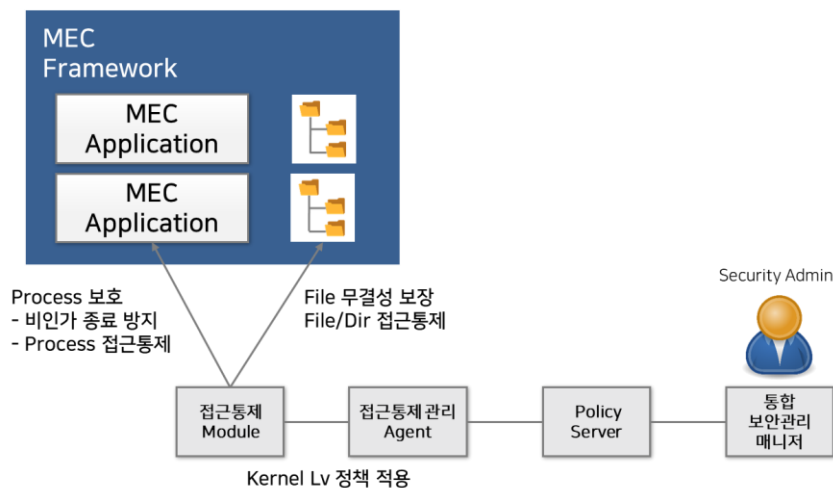 MEC
Framework
MEC
Application
MEC
Application
Process 보호
- 비인가 종료 방지
- Process 접근통제
File 무결성 보장
File/Dir 접근통제
Security Admin
접근통제
Module
접근통제 관리
Agent
Policy
Server
통합
보안관리
매니저
Kernel Lv 정책 적용